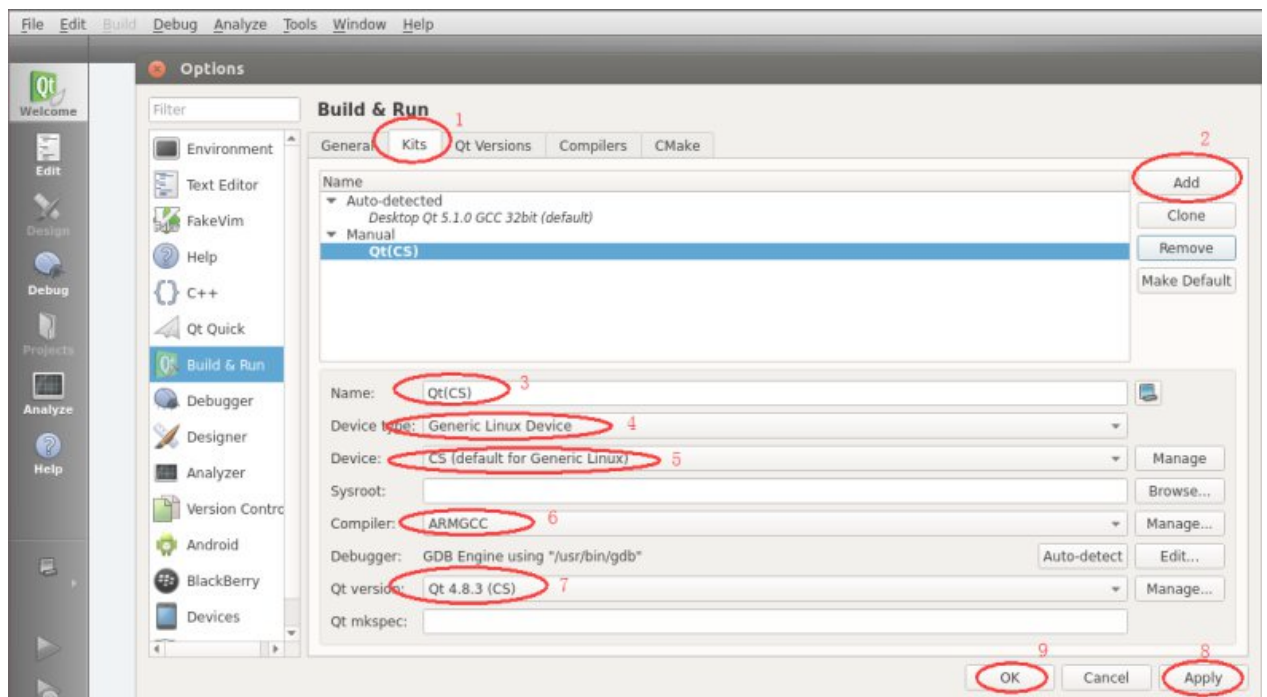 File Edit Build Debug Analyze Tools Window Help
Options
Qt
Welcome
Edit
Design
Debug
Projects
Analyze
Help
Filter
Environment
Text Editor
FakeVim
Help
C++
Qt Quick
Build & Run
Debugger
Designer
Analyzer
Version Contro
Android
BlackBerry
Devices
Build & Run
1
General Kits Qt Versions Compilers CMake
2
Name
Auto-detected
Desktop Qt 5.1.0 GCC 32bit (default)
Manual
Qt(CS)
Add
Clone
Remove
Make Default
Name: Qt(CS) 3
Device type: Generic Linux Device 4
Device: CS (default for Generic Linux) 5 Manage
Sysroot: Browse...
Compiler: ARMGCC 6 Manage...
Debugger: GDB Engine using "/usr/bin/gdb" Auto-detect Edit...
Qt version: Qt 4.8.3 (CS) 7 Manage...
Qt mkspec:
9 8
OK Cancel Apply